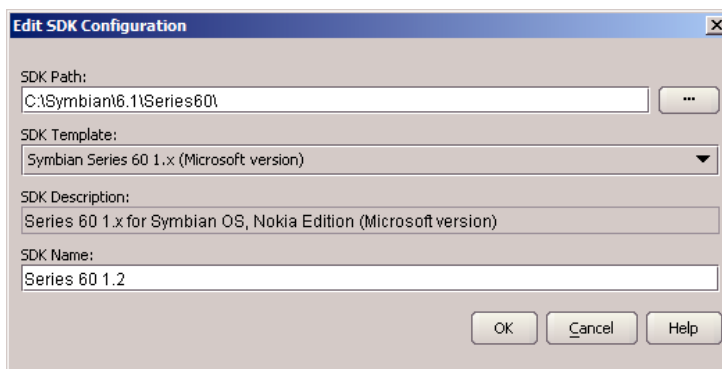 Edit SDK Configuration
SDK Path:
C:\Symbian\6.1\Series60\
...
SDK Template:
Symbian Series 60 1.x (Microsoft version)
SDK Description:
Series 60 1.x for Symbian OS, Nokia Edition (Microsoft version)
SDK Name:
Series 60 1.2
OK Cancel Help